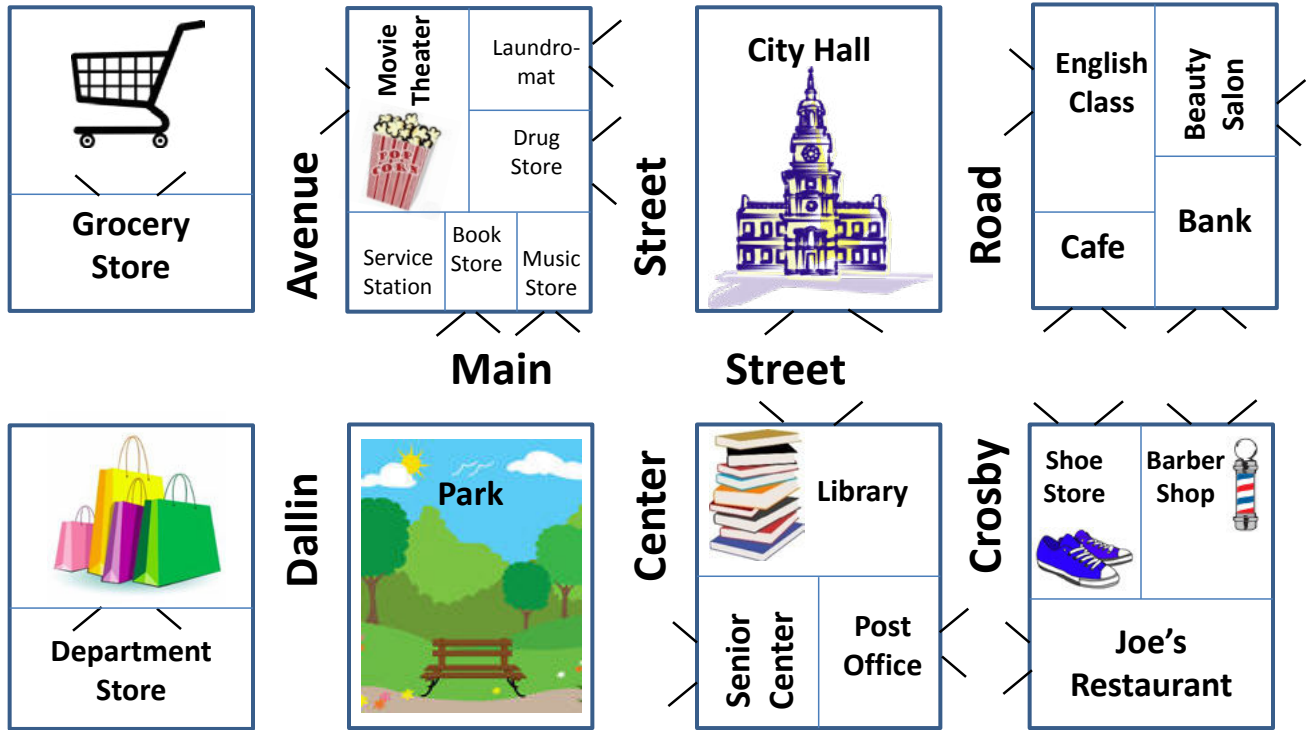 Grocery
Store
Avenue
Movie
Theater
POP
CORN
Laundro-
mat
Drug
Store
Service
Station
Book
Store
Music
Store
Street
City Hall
Road
English
Class
Beauty
Salon
Cafe
Bank
Main Street
Department
Store
Dallin
Park
Center
Library
Senior
Center
Post
Office
Crosby
Shoe
Store
Barber
Shop
Joe’s
Restaurant